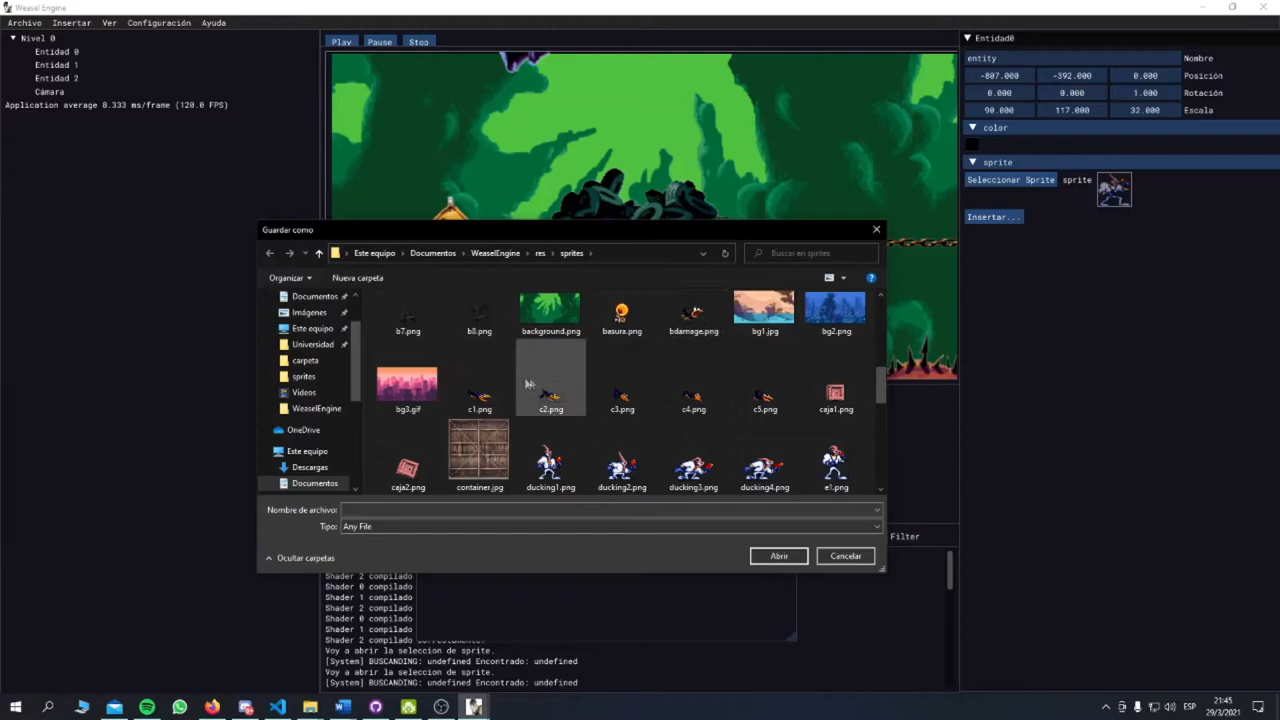 Weasel Engine
Archivo Insertar Ver Configuración Ayuda
Nivel 0
Entidad 0
Entidad 1
Entidad 2
Cámara
Application average 8.333 ms/frame (120.0 FPS)
Play Pause Stop
Entidad0
entity Nombre
-807.000 -392.000 0.000 Posición
0.000 0.000 1.000 Rotación
90.000 117.000 32.000 Escala
color
sprite
Seleccionar Sprite sprite
Insertar...
Guardar como
Este equipo Documentos WeaselEngine res sprites
Buscar en sprites
Organizar Nueva carpeta
Documentos
Imágenes
Este equipo
Universidad
carpeta
sprites
Videos
WeaselEngine
OneDrive
Este equipo
Descargas
Documentos
b7.png b8.png background.png basura.png bdamage.png bg1.jpg bg2.png
bg3.gif c1.png c2.png c3.png c4.png c5.png caja1.png
caja2.png container.jpg ducking1.png ducking2.png ducking3.png ducking4.png e1.png
Nombre de archivo:
Tipo: Any File
Ocultar carpetas Abrir Cancelar
Filter
Shader 2 compilado
Shader 0 compilado
Shader 1 compilado
Shader 2 compilado
Shader 0 compilado
Shader 1 compilado
Shader 2 compilado correctamente.
Voy a abrir la seleccion de sprite.
[System] BUSCANDING: undefined Encontrado: undefined
Voy a abrir la seleccion de sprite.
[System] BUSCANDING: undefined Encontrado: undefined
ESP
21:45
29/3/2021